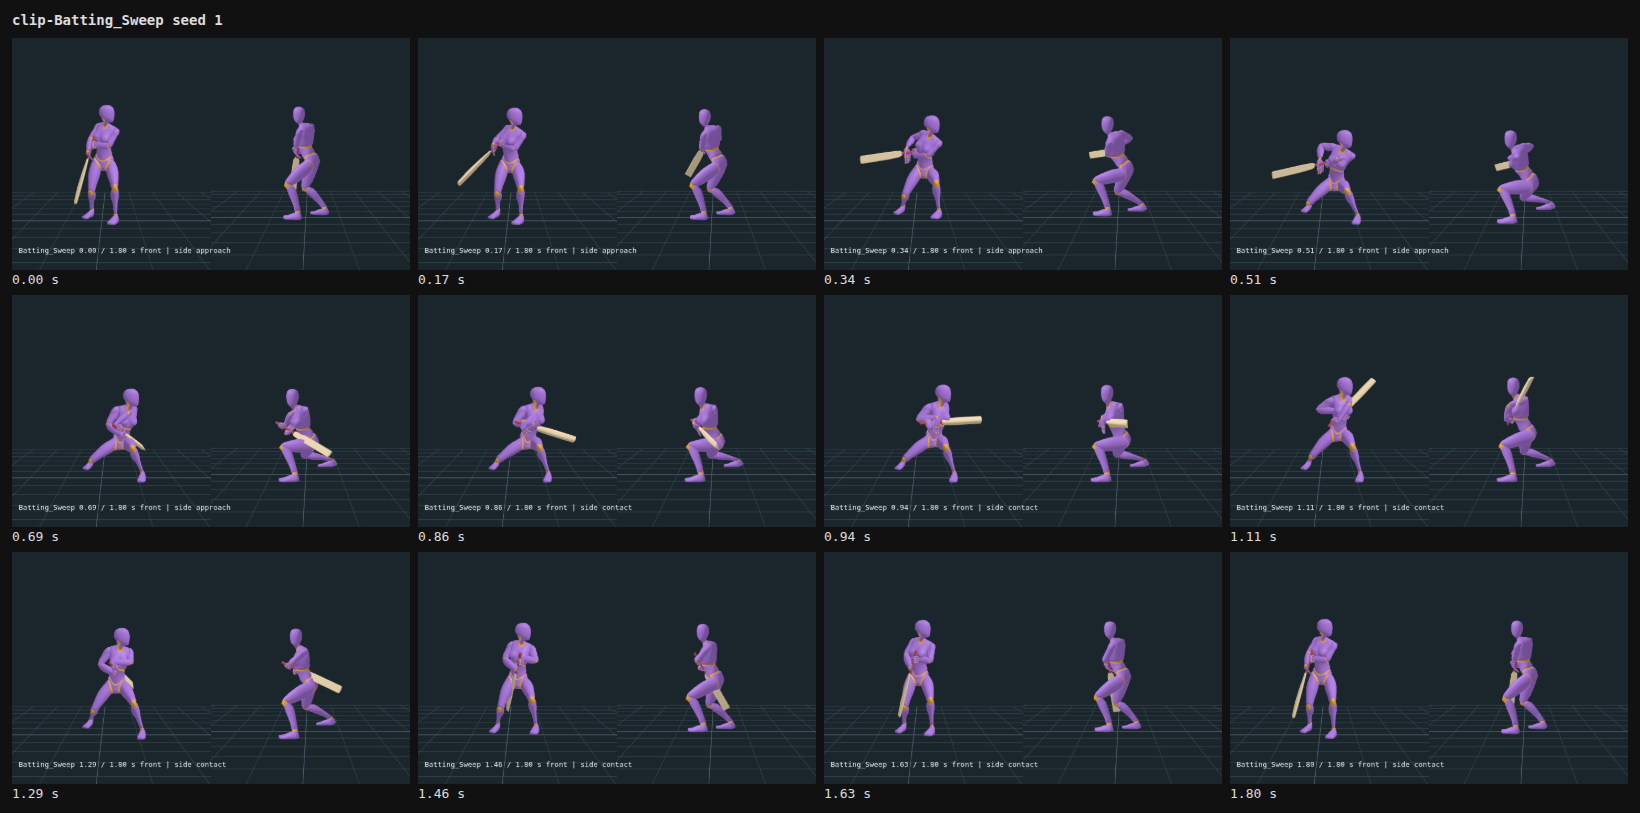 clip-Batting_Sweep seed 1
Batting_Sweep 0.00 / 1.80 s front | side approach
Batting_Sweep 0.17 / 1.80 s front | side approach
Batting_Sweep 0.34 / 1.80 s front | side approach
Batting_Sweep 0.51 / 1.80 s front | side approach
0.00 s
0.17 s
0.34 s
0.51 s
Batting_Sweep 0.69 / 1.80 s front | side approach
Batting_Sweep 0.86 / 1.80 s front | side contact
Batting_Sweep 0.94 / 1.80 s front | side contact
Batting_Sweep 1.11 / 1.80 s front | side contact
0.69 s
0.86 s
0.94 s
1.11 s
Batting_Sweep 1.29 / 1.80 s front | side contact
Batting_Sweep 1.46 / 1.80 s front | side contact
Batting_Sweep 1.63 / 1.80 s front | side contact
Batting_Sweep 1.80 / 1.80 s front | side contact
1.29 s
1.46 s
1.63 s
1.80 s